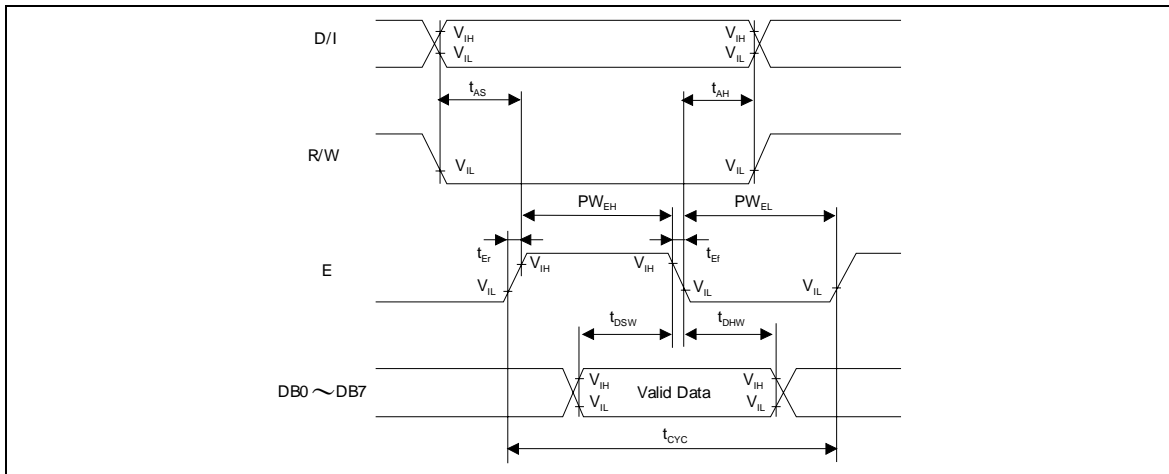 D/I
VIH VIH
VIL VIL
tAS tAH
R/W
VIL VIL
PWEH PWEL
tEr tEf
E
VIH VIH
VIL VIL VIL
tDSW tDHW
DB0～DB7
VIH Valid Data VIH
VIL VIL
tCYC